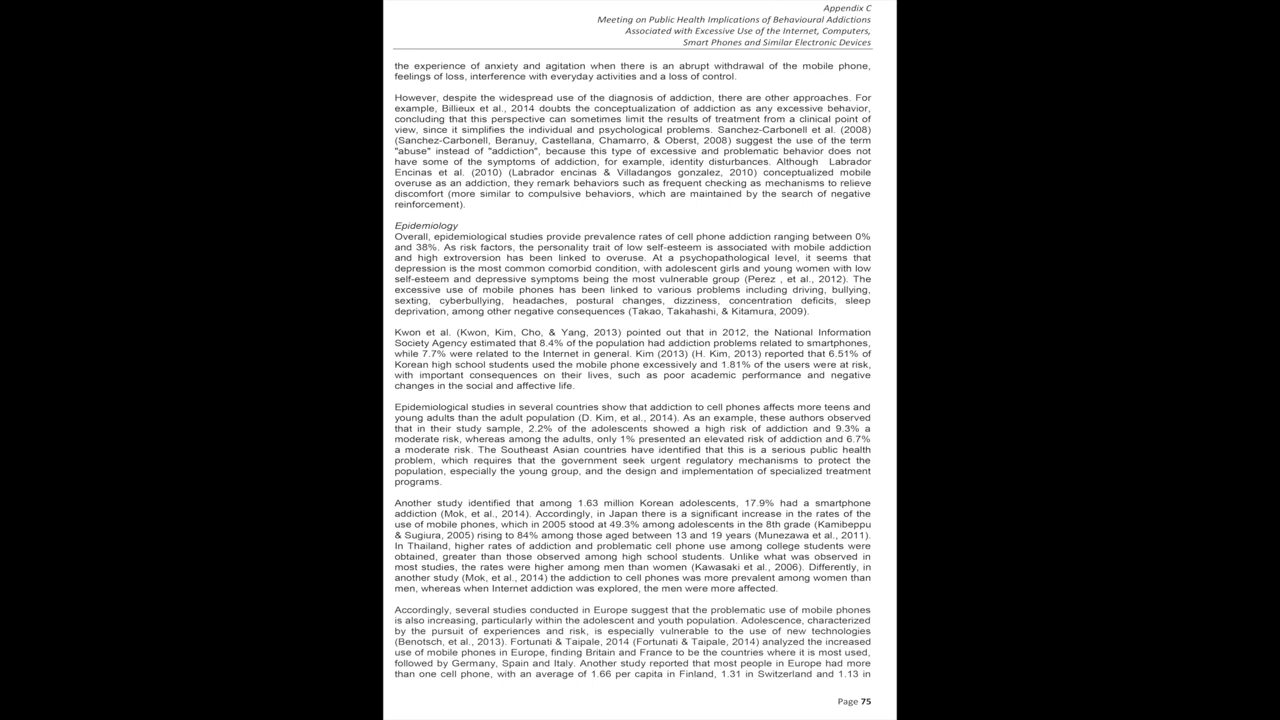 Appendix C
Meeting on Public Health Implications of Behavioural Addictions
Associated with Excessive Use of the Internet, Computers,
Smart Phones and Similar Electronic Devices
the experience of anxiety and agitation when there is an abrupt withdrawal of the mobile phone,
feelings of loss, interference with everyday activities and a loss of control.
However, despite the widespread use of the diagnosis of addiction, there are other approaches. For
example, Billieux et al., 2014 doubts the conceptualization of addiction as any excessive behavior,
concluding that this perspective can sometimes limit the results of treatment from a clinical point of
view, since it simplifies the individual and psychological problems. Sanchez-Carbonell et al. (2008)
(Sanchez-Carbonell, Beranuy, Castellana, Chamarro, & Oberst, 2008) suggest the use of the term
"abuse" instead of "addiction", because this type of excessive and problematic behavior does not
have some of the symptoms of addiction, for example, identity disturbances. Although Labrador
Encinas et al. (2010) (Labrador encinas & Villadangos gonzalez, 2010) conceptualized mobile
overuse as an addiction, they remark behaviors such as frequent checking as mechanisms to relieve
discomfort (more similar to compulsive behaviors, which are maintained by the search of negative
reinforcement).
Epidemiology
Overall, epidemiological studies provide prevalence rates of cell phone addiction ranging between 0%
and 38%. As risk factors, the personality trait of low self-esteem is associated with mobile addiction
and high extroversion has been linked to overuse. At a psychopathological level, it seems that
depression is the most common comorbid condition, with adolescent girls and young women with low
self-esteem and depressive symptoms being the most vulnerable group (Perez , et al., 2012). The
excessive use of mobile phones has been linked to various problems including driving, bullying,
sexting, cyberbullying, headaches, postural changes, dizziness, concentration deficits, sleep
deprivation, among other negative consequences (Takao, Takahashi, & Kitamura, 2009).
Kwon et al. (Kwon, Kim, Cho, & Yang, 2013) pointed out that in 2012, the National Information
Society Agency estimated that 8.4% of the population had addiction problems related to smartphones,
while 7.7% were related to the Internet in general. Kim (2013) (H. Kim, 2013) reported that 6.51% of
Korean high school students used the mobile phone excessively and 1.81% of the users were at risk,
with important consequences on their lives, such as poor academic performance and negative
changes in the social and affective life.
Epidemiological studies in several countries show that addiction to cell phones affects more teens and
young adults than the adult population (D. Kim, et al., 2014). As an example, these authors observed
that in their study sample, 2.2% of the adolescents showed a high risk of addiction and 9.3% a
moderate risk, whereas among the adults, only 1% presented an elevated risk of addiction and 6.7%
a moderate risk. The Southeast Asian countries have identified that this is a serious public health
problem, which requires that the government seek urgent regulatory mechanisms to protect the
population, especially the young group, and the design and implementation of specialized treatment
programs.
Another study identified that among 1.63 million Korean adolescents, 17.9% had a smartphone
addiction (Mok, et al., 2014). Accordingly, in Japan there is a significant increase in the rates of the
use of mobile phones, which in 2005 stood at 49.3% among adolescents in the 8th grade (Kamibeppu
& Sugiura, 2005) rising to 84% among those aged between 13 and 19 years (Munezawa et al., 2011).
In Thailand, higher rates of addiction and problematic cell phone use among college students were
obtained, greater than those observed among high school students. Unlike what was observed in
most studies, the rates were higher among men than women (Kawasaki et al., 2006). Differently, in
another study (Mok, et al., 2014) the addiction to cell phones was more prevalent among women than
men, whereas when Internet addiction was explored, the men were more affected.
Accordingly, several studies conducted in Europe suggest that the problematic use of mobile phones
is also increasing, particularly within the adolescent and youth population. Adolescence, characterized
by the pursuit of experiences and risk, is especially vulnerable to the use of new technologies
(Benotsch, et al., 2013). Fortunati & Taipale, 2014 (Fortunati & Taipale, 2014) analyzed the increased
use of mobile phones in Europe, finding Britain and France to be the countries where it is most used,
followed by Germany, Spain and Italy. Another study reported that most people in Europe had more
than one cell phone, with an average of 1.66 per capita in Finland, 1.31 in Switzerland and 1.13 in
Page 75